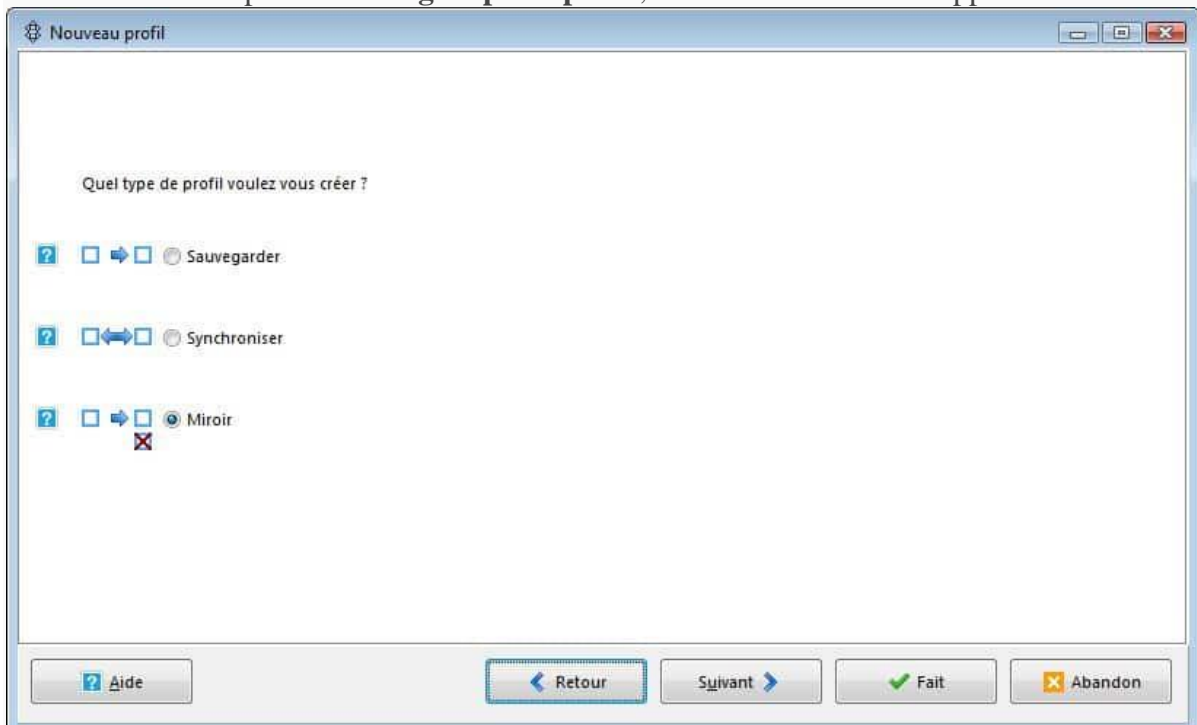 Nouveau profil
Quel type de profil voulez vous créer ?
? Sauvegarder
? Synchroniser
? Miroir
? Aide
Retour
Suivant
Fait
Abandon